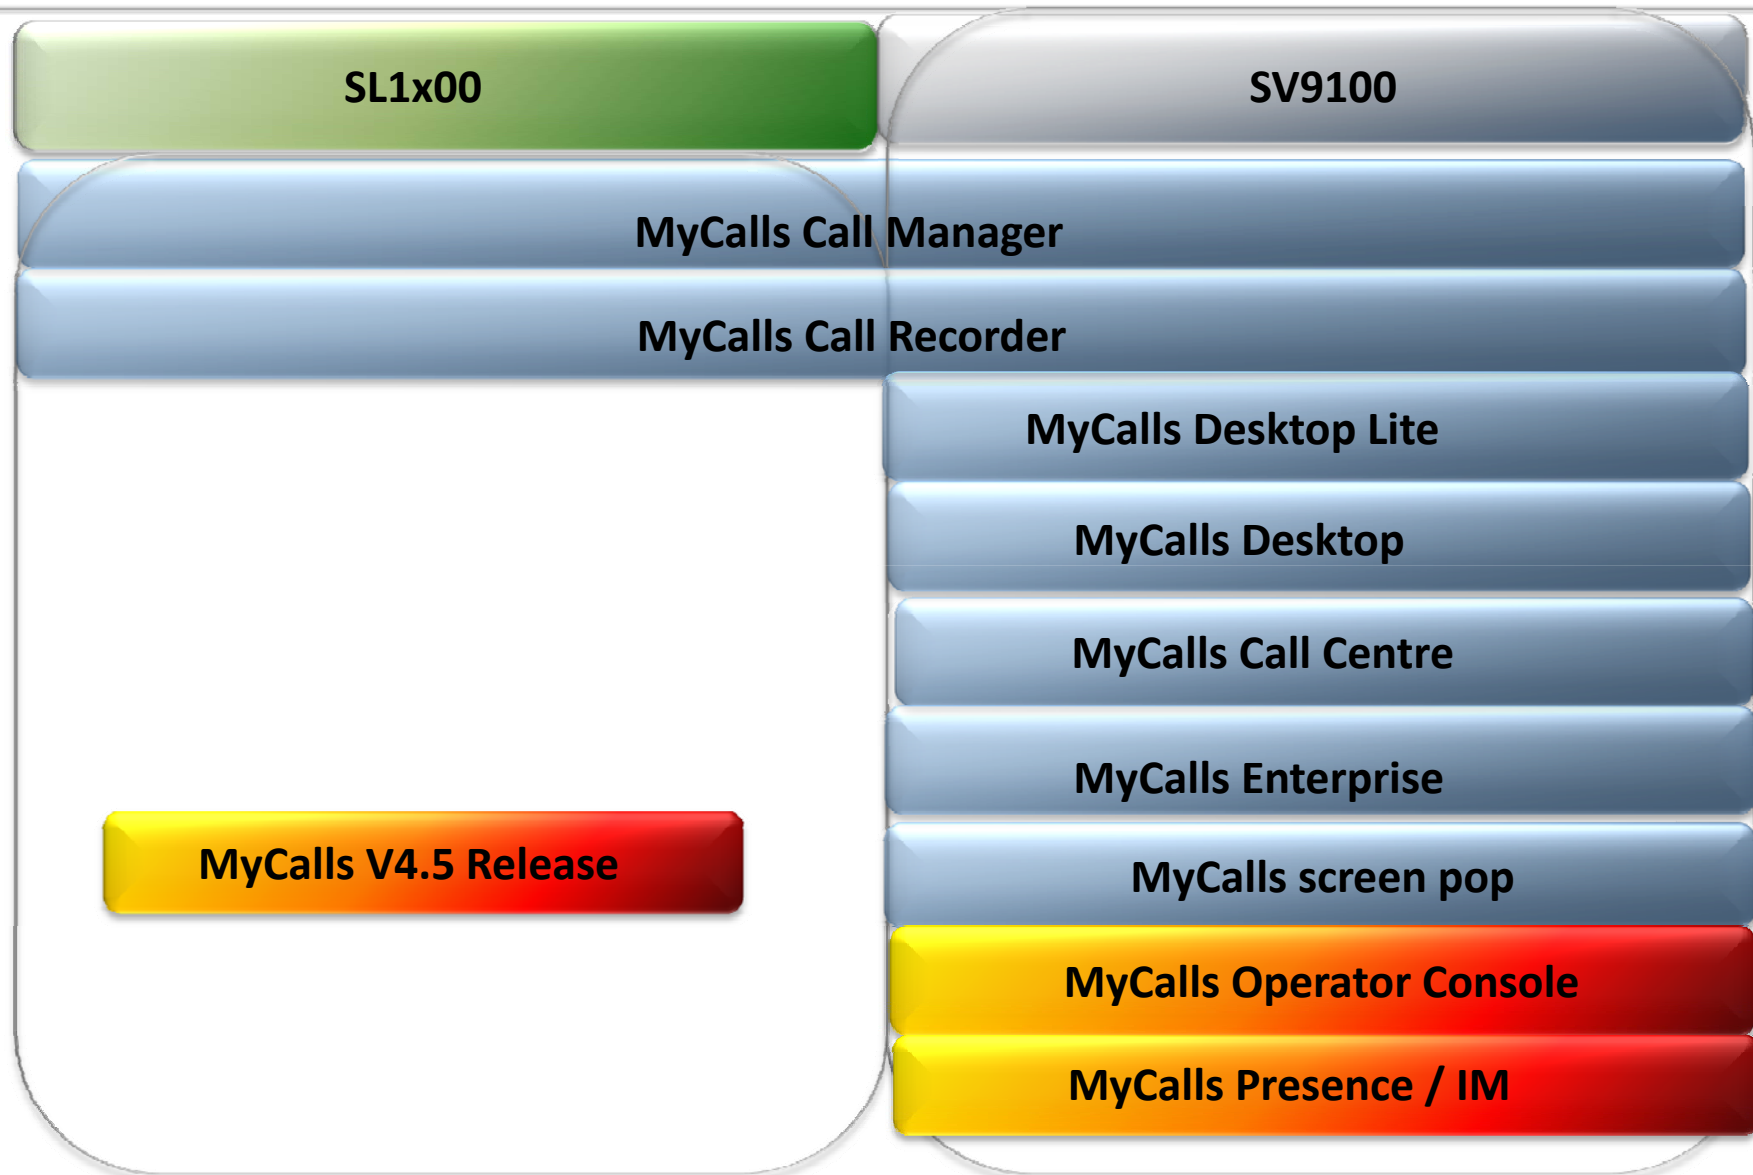 SL1x00
SV9100
MyCalls Call Manager
MyCalls Call Recorder
MyCalls Desktop Lite
MyCalls Desktop
MyCalls Call Centre
MyCalls Enterprise
MyCalls V4.5 Release
MyCalls screen pop
MyCalls Operator Console
MyCalls Presence / IM